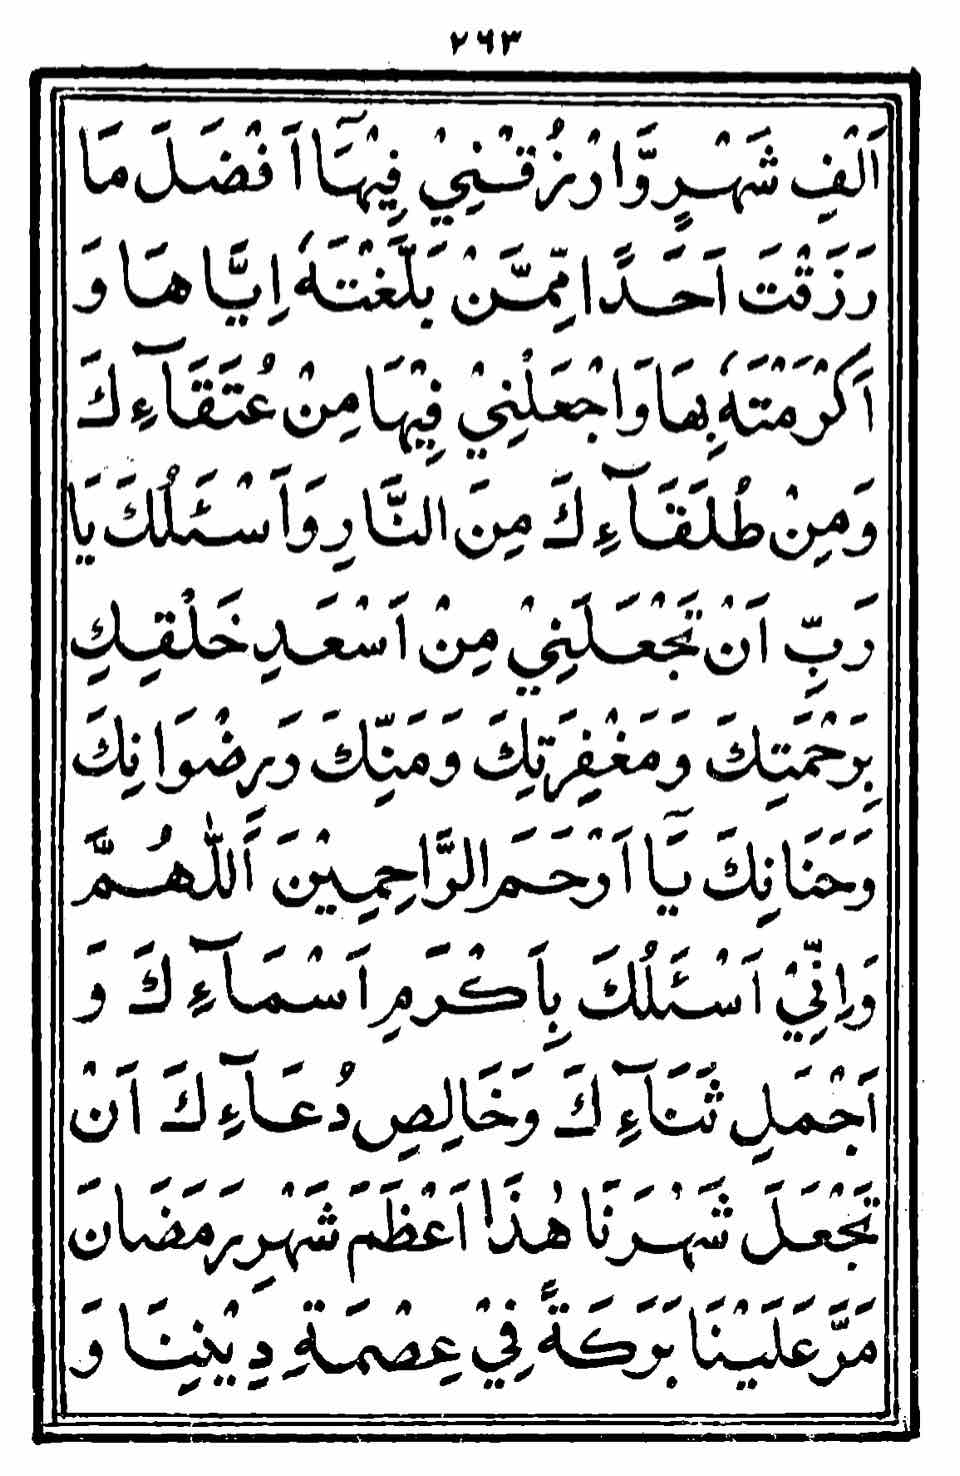 ٢٦٣
اَلْفِ شَهْرٍ وَّارْزُقْنِيْ فِيْهَآ اَفْضَلَ مَا
رَزَقْتَ اَحَدًا مِّمَّنْ بَلَّغْتَهٗ اِيَّاهَا وَ
اَكْرَمْتَهٗ بِهَا وَاجْعَلْنِيْ فِيْهَا مِنْ عُتَقَآءِكَ
وَمِنْ طُلَقَآءِكَ مِنَ النَّارِ وَاَسْئَلُكَ يَا
رَبِّ اَنْ تَجْعَلَنِيْ مِنْ اَسْعَدِ خَلْقِكِ
بِرَحْمَتِكَ وَمَغْفِرَتِكَ وَمَنِّكَ وَرِضْوَانِكَ
وَحَنَانِكَ يَآ اَرْحَمَ الرَّاحِمِيْنَ اَللّٰهُمَّ
وَاِنِّيْ اَسْئَلُكَ بِاَكْرَمِ اَسْمَآءِكَ وَ
اَجْمَلِ ثَنَآءِكَ وَخَالِصِ دُعَآءِكَ اَنْ
تَجْعَلَ شَهْرَنَا هٰذَا اَعْظَمَ شَهْرِ رَمَضَانَ
مَرَّ عَلَيْنَا بَرَكَةً فِيْ عِصْمَةِ دِيْنِنَا وَ